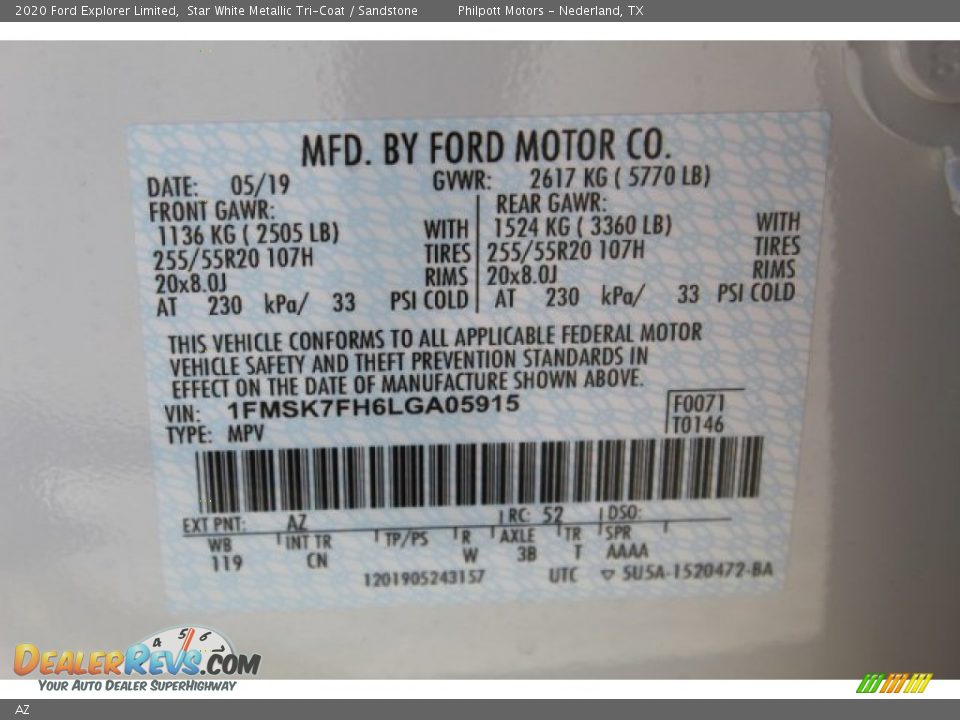 2020 Ford Explorer Limited, Star White Metallic Tri-Coat / Sandstone Philpott Motors - Nederland, TX
MFD. BY FORD MOTOR CO.
DATE: 05/19 GVWR: 2617 KG ( 5770 LB)
FRONT GAWR: REAR GAWR:
1136 KG ( 2505 LB) WITH 1524 KG ( 3360 LB) WITH
255/55R20 107H TIRES 255/55R20 107H TIRES
20x8.0J RIMS 20x8.0J RIMS
AT 230 kPa/ 33 PSI COLD AT 230 kPa/ 33 PSI COLD
THIS VEHICLE CONFORMS TO ALL APPLICABLE FEDERAL MOTOR
VEHICLE SAFETY AND THEFT PREVENTION STANDARDS IN
EFFECT ON THE DATE OF MANUFACTURE SHOWN ABOVE.
VIN: 1FMSK7FH6LGA05915 F0071
TYPE: MPV T0146
EXT PNT: AZ RC: 52 DSO:
WB INT TR TP/PS R AXLE TR SPR
119 CN W 3B T AAAA
1201905243157 UTC ▽ 5U5A-1520472-BA
4 5 6
DealerRevs.com
Your Auto Dealer SuperHighway
AZ